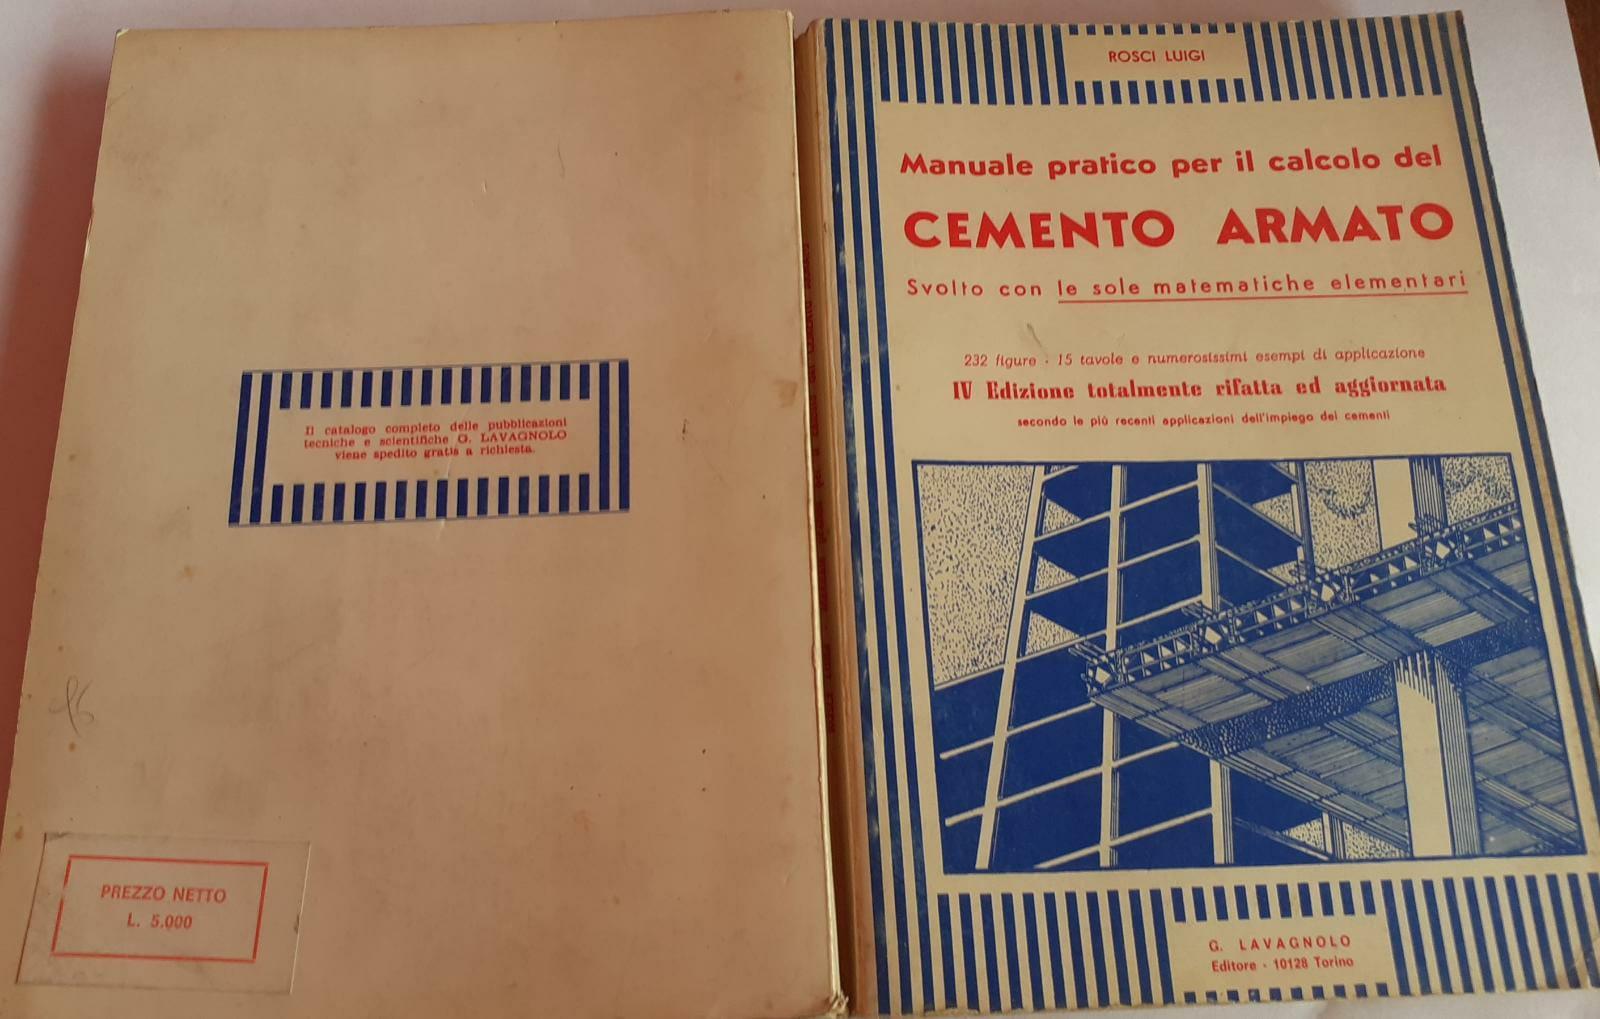 Il catalogo completo delle pubblicazioni
tecniche e scientifiche G. LAVAGNOLO
viene spedito gratis a richiesta.
PREZZO NETTO
L. 5.000
ROSCI LUIGI
Manuale pratico per il calcolo del
CEMENTO ARMATO
Svolto con le sole matematiche elementari
232 figure - 15 tavole e numerosissimi esempi di applicazione
IV Edizione totalmente rifatta ed aggiornata
secondo le più recenti applicazioni dell'impiego dei cementi
G. LAVAGNOLO
Editore - 10128 Torino